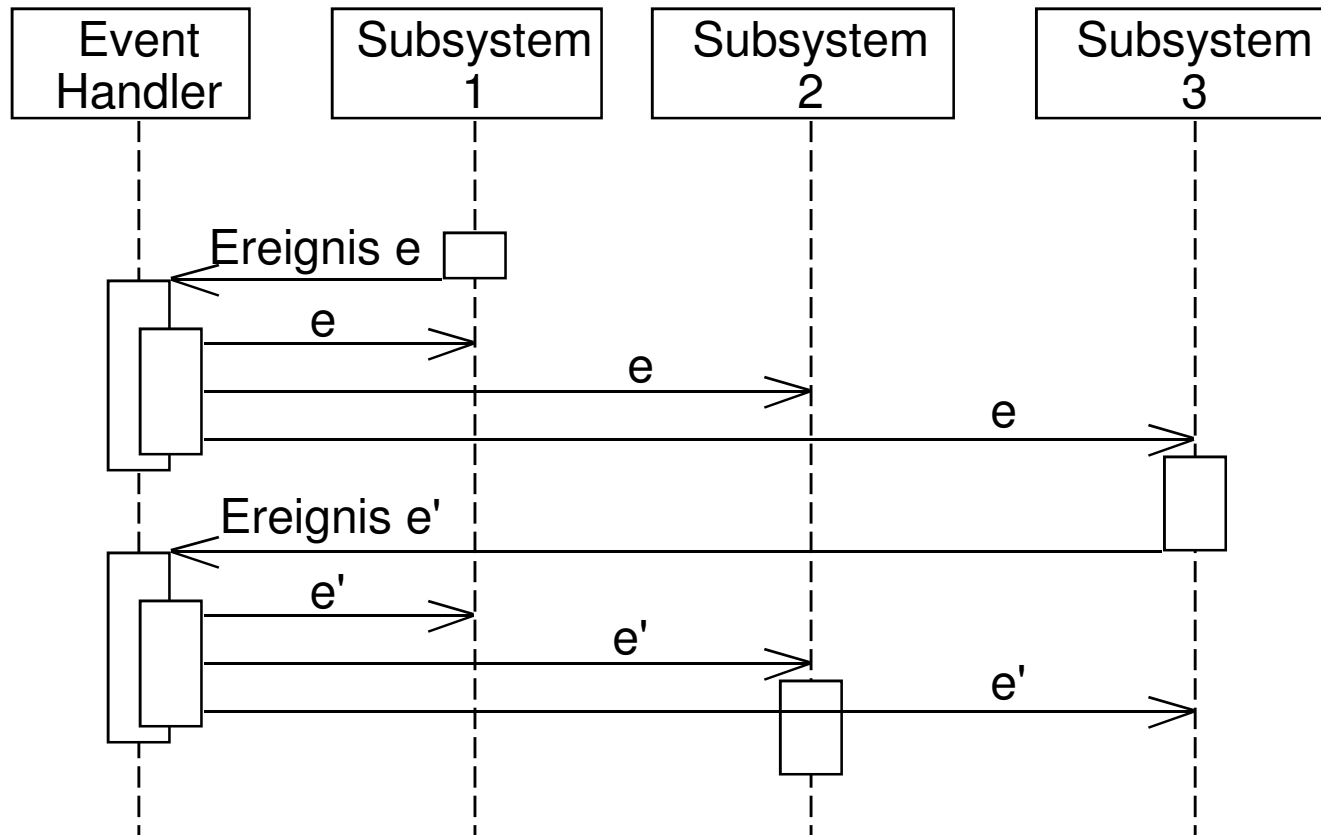 Event
Handler
Subsystem
1
Subsystem
2
Subsystem
3
Ereignis e
e
e
e
Ereignis e'
e'
e'
e'